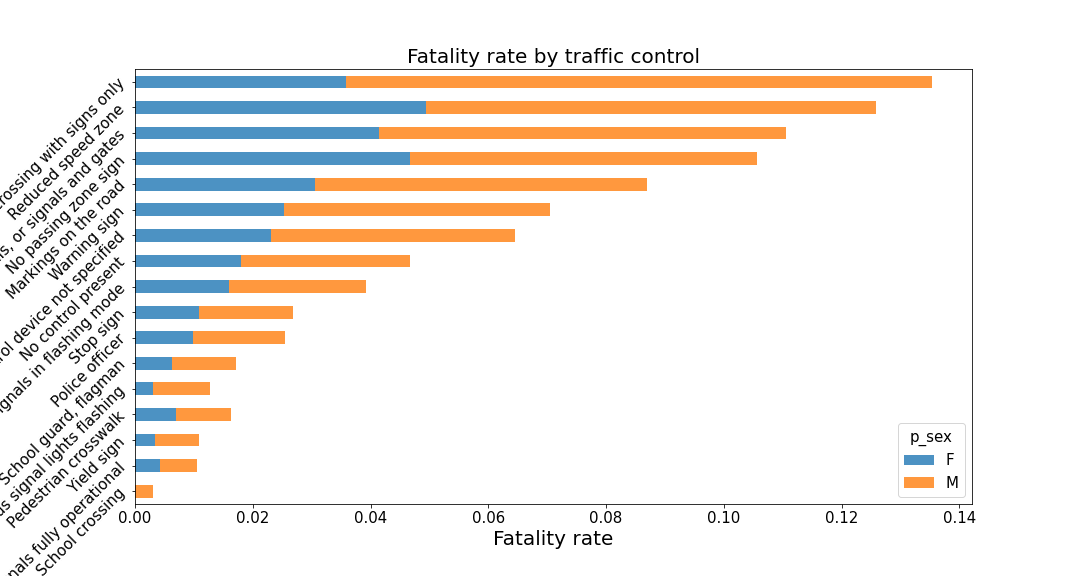 Fatality rate by traffic control
crossing with signs only
Reduced speed zone
or signals and gates
No passing zone sign
Markings on the road
Warning sign
rol device not specified
No control present
gnals in flashing mode
Stop sign
Police officer
School guard, flagman
us signal lights flashing
Pedestrian crosswalk
Yield sign
nals fully operational
School crossing
0.00 0.02 0.04 0.06 0.08 0.10 0.12 0.14
Fatality rate
p_sex
F
M